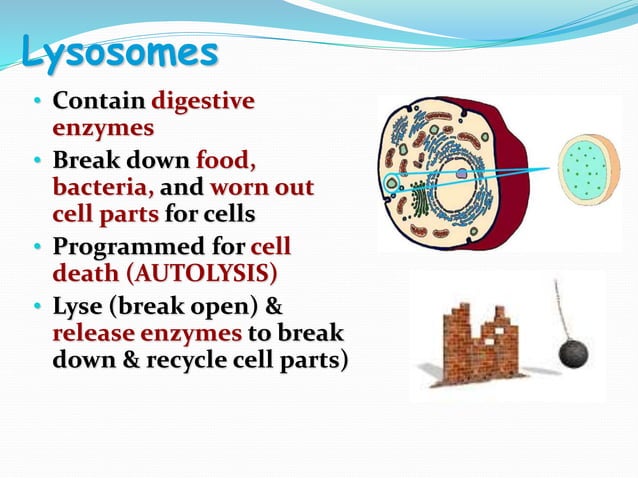 Lysosomes
• Contain digestive
enzymes
• Break down food,
bacteria, and worn out
cell parts for cells
• Programmed for cell
death (AUTOLYSIS)
• Lyse (break open) &
release enzymes to break
down & recycle cell parts)